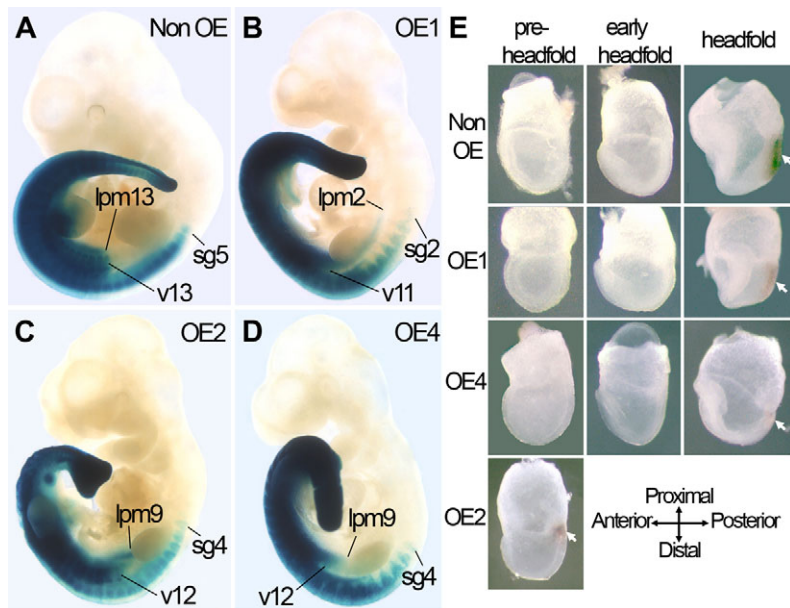 A
Non OE
lpm13
sg5
v13
B
OE1
lpm2
sg2
v11
C
OE2
lpm9
sg4
v12
D
OE4
lpm9
sg4
v12
E
pre-
headfold
early
headfold
headfold
Non
OE
OE1
OE4
OE2
Proximal
Anterior
Posterior
Distal